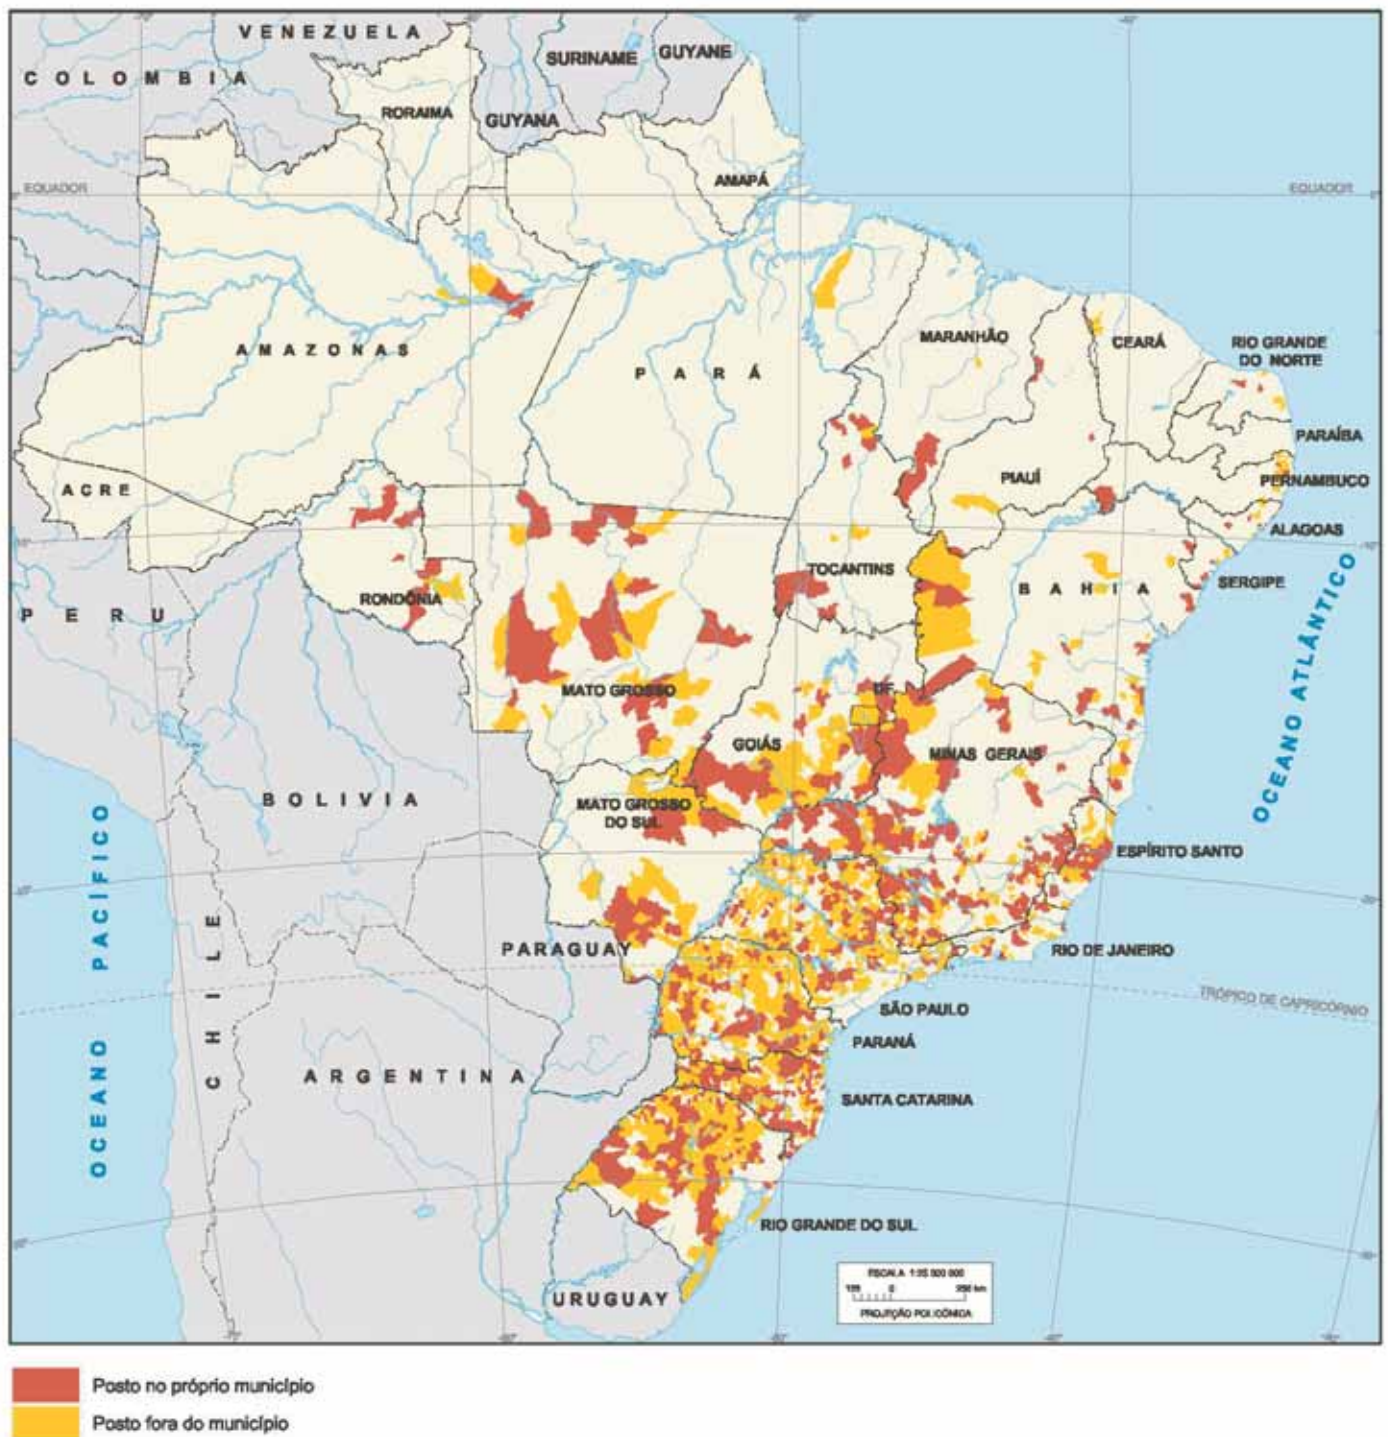 VENEZUELA
COLOMBIA
SURINAME
GUYANE
RORAIMA
GUYANA
AMAPÁ
EQUADOR
EQUADOR
MARANHÃO
CEARÁ
RIO GRANDE
DO NORTE
AMAZONAS
PARÁ
PARAÍBA
PIAUÍ
PERNAMBUCO
ACRE
ALAGOAS
TOCANTINS
BAHIA
SERGIPE
RONDÔNIA
PERU
OCEANO ATLÂNTICO
MATO GROSSO
DF
GOIÁS
MINAS GERAIS
BOLIVIA
MATO GROSSO
DO SUL
ESPÍRITO SANTO
OCEANO PACÍFICO
CHILE
PARAGUAY
RIO DE JANEIRO
TRÓPICO DE CAPRICÓRNIO
SÃO PAULO
PARANÁ
ARGENTINA
SANTA CATARINA
RIO GRANDE DO SUL
URUGUAY
0
PROJEÇÃO POLICÔNICA
Posto no próprio município
Posto fora do município